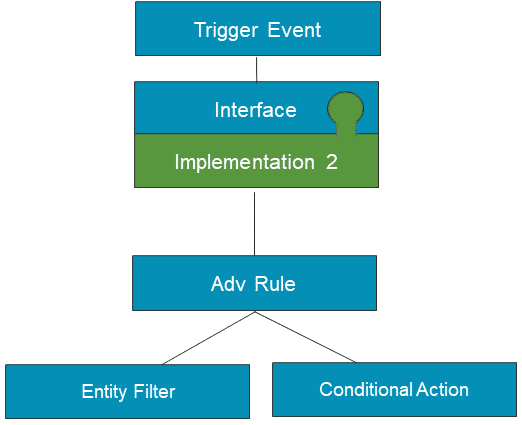 Trigger Event
Interface
Implementation 2
Adv Rule
Entity Filter
Conditional Action